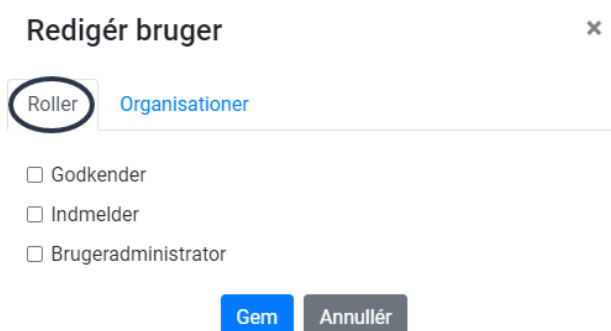 Redigér bruger ×
Roller Organisationer
Godkender
Indmelder
Brugeradministrator
Gem Annullér